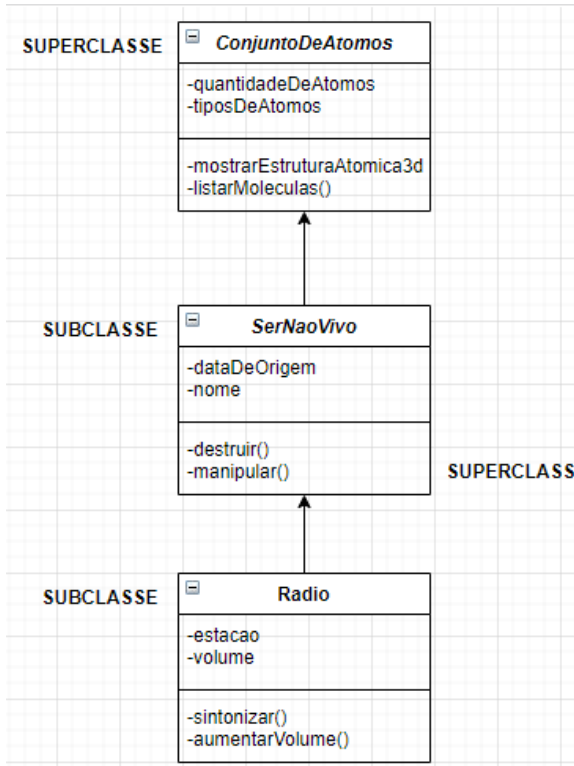 SUPERCLASSE
ConjuntoDeAtomos
-quantidadeDeAtomos
-tiposDeAtomos
-mostrarEstruturaAtomica3d
-listarMoleculas()
SUBCLASSE
SerNaoVivo
-dataDeOrigem
-nome
-destruir()
-manipular()
SUPERCLASS
SUBCLASSE
Radio
-estacao
-volume
-sintonizar()
-aumentarVolume()